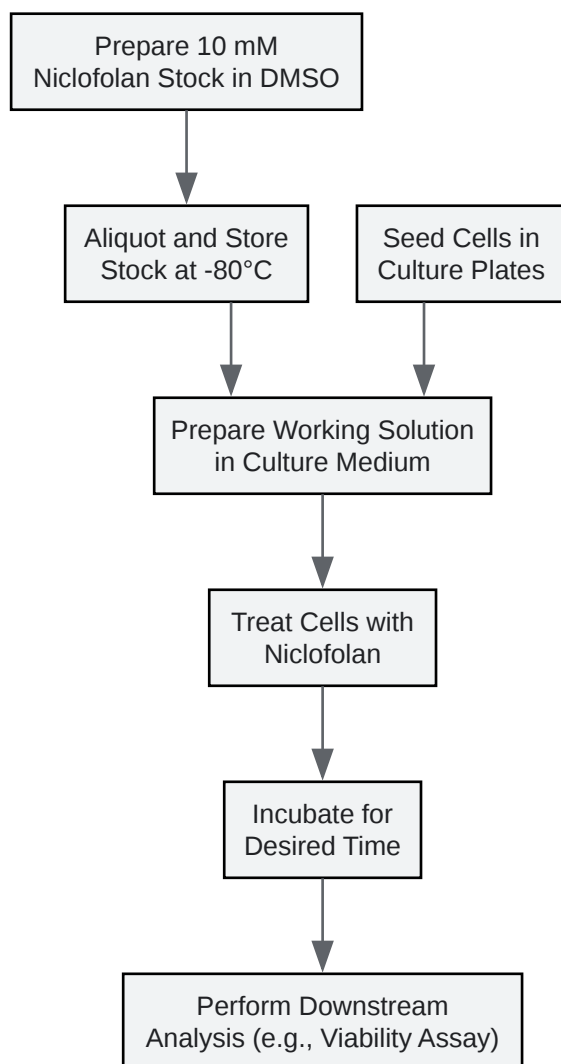 Prepare 10 mM
Niclofolan Stock in DMSO
Aliquot and Store
Stock at -80°C
Seed Cells in
Culture Plates
Prepare Working Solution
in Culture Medium
Treat Cells with
Niclofolan
Incubate for
Desired Time
Perform Downstream
Analysis (e.g., Viability Assay)